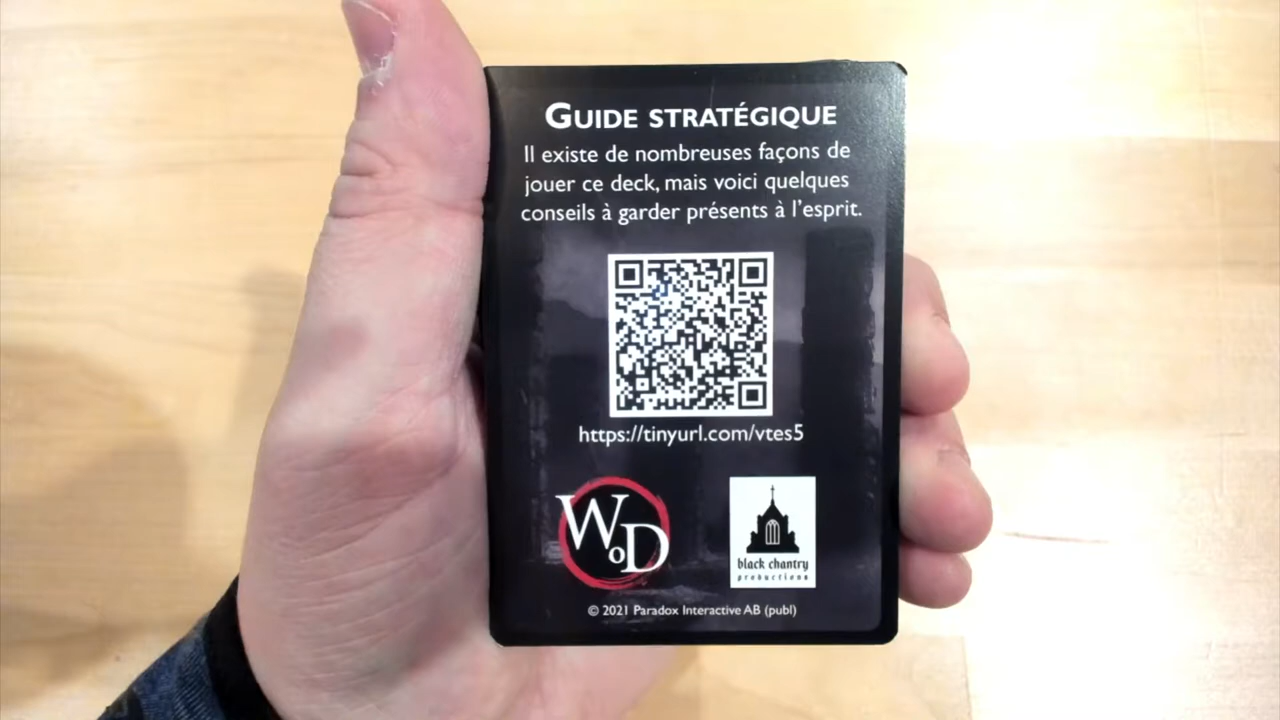 Guide stratégique
Il existe de nombreuses façons de
jouer ce deck, mais voici quelques
conseils à garder présents à l'esprit.
https://tinyurl.com/vtes5
WoD
black chantry
productions
© 2021 Paradox Interactive AB (publ)